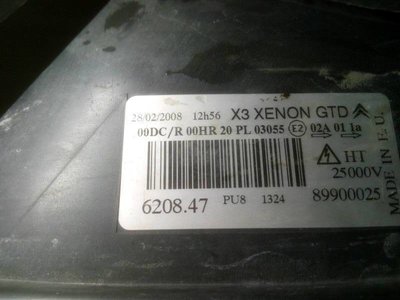 28/02/2008 12h56 X3 XENON GTD
00DC/R 00HR 20 PL 03055 E2 02A 01 1a
HT
25000V
6208.47 PU8 1324 89900025
MADE IN E.U.